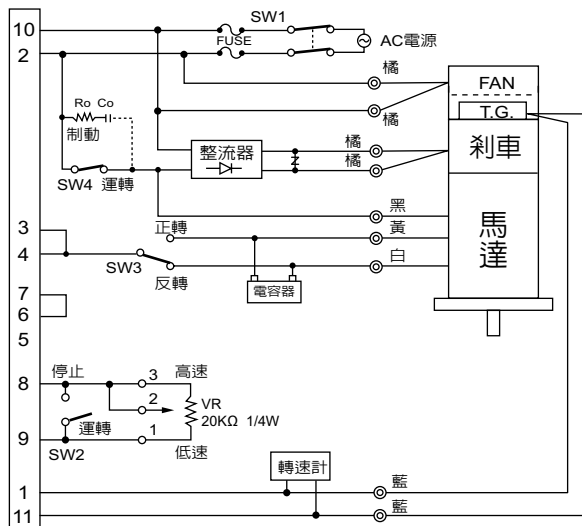 10
SW1
FUSE
AC電源
2
橘
FAN
橘
T.G.
Ro Co
制動
整流器
橘
橘
剎車
SW4 運轉
黑
3
正轉
黃
馬達
4
SW3
白
反轉
電容器
7
6
5
8
停止
3 高速
2
VR
20KΩ 1/4W
運轉
9
1
SW2
低速
轉速計
1
藍
11
藍